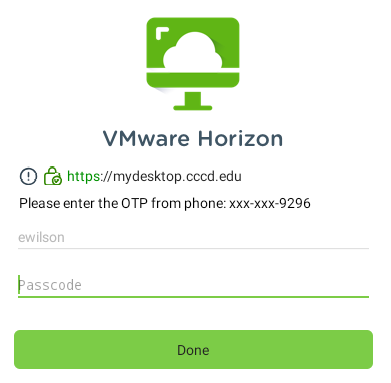 VMware Horizon
https://mydesktop.cccd.edu
Please enter the OTP from phone: xxx-xxx-9296
ewilson
Passcode
Done